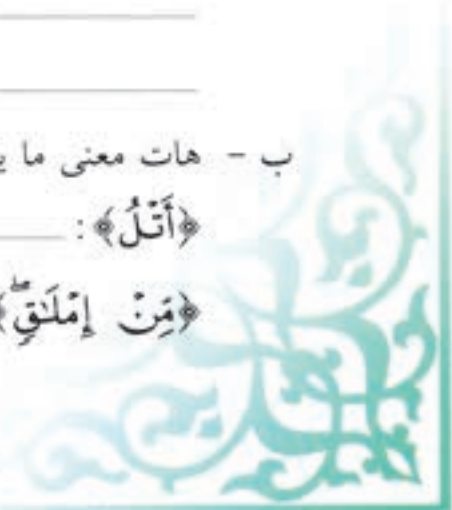 ب - هات معنى ما
﴿أَتْلُ﴾:
﴿مِّنْ إِمْلَٰقٖۖ﴾